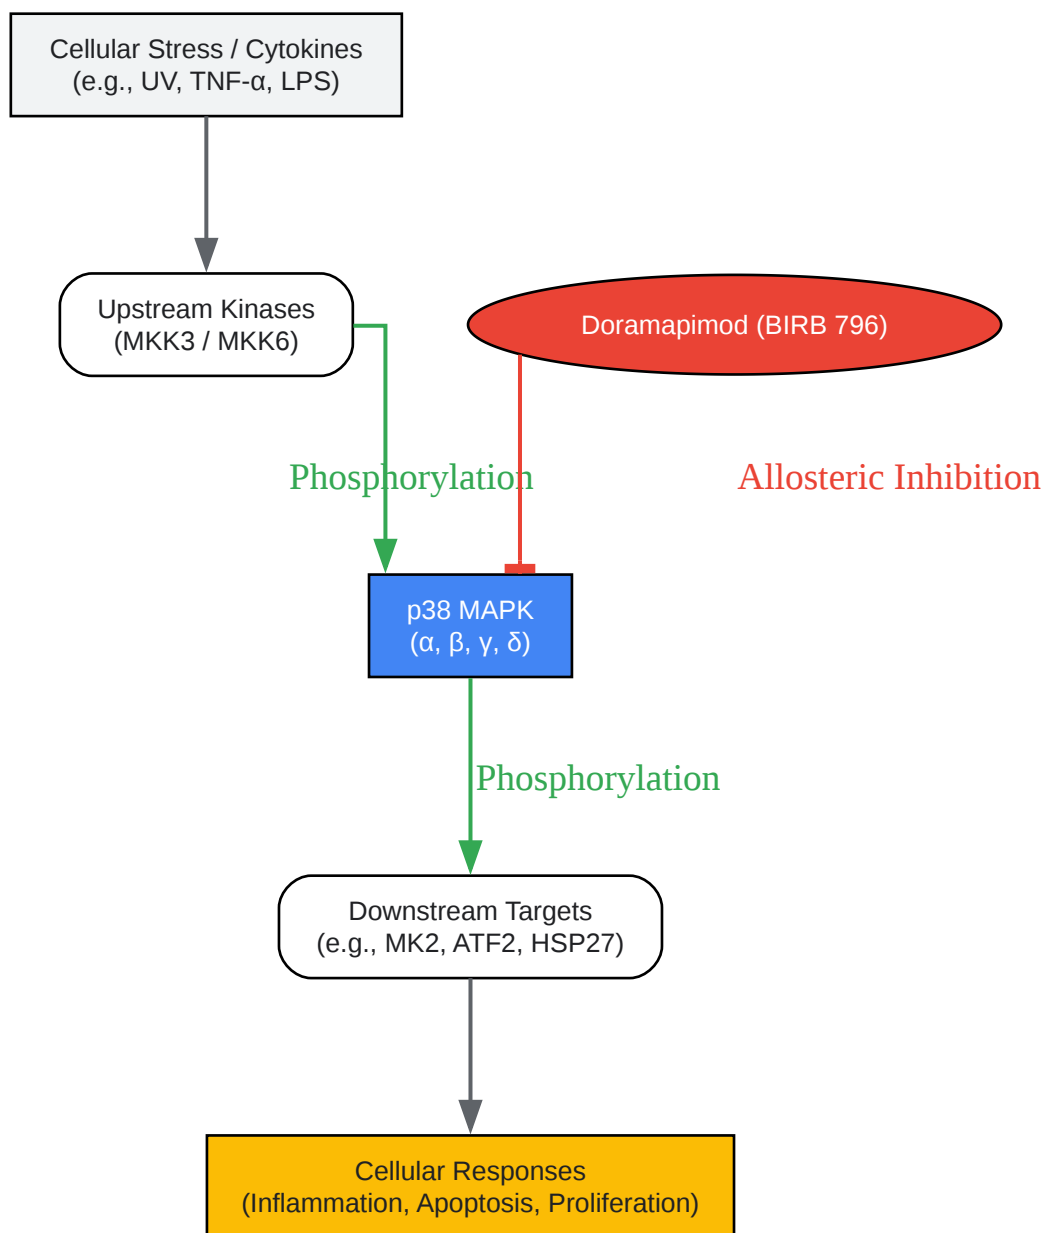 Cellular Stress / Cytokines
(e.g., UV, TNF-α, LPS)
Upstream Kinases
(MKK3 / MKK6)
Doramapimod (BIRB 796)
Phosphorylation
Allosteric Inhibition
p38 MAPK
(α, β, γ, δ)
Phosphorylation
Downstream Targets
(e.g., MK2, ATF2, HSP27)
Cellular Responses
(Inflammation, Apoptosis, Proliferation)